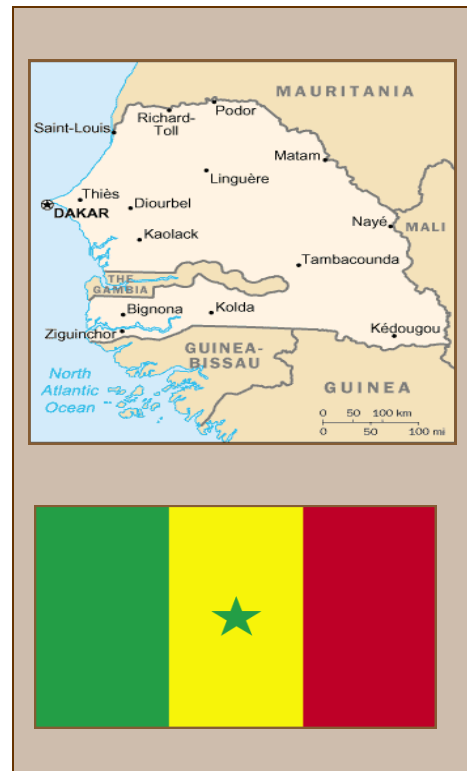 MAURITANIA
Podor
Richard-
Toll
Saint-Louis
Matam
Linguère
Thiès
Diourbel
DAKAR
Nayé
MALI
Kaolack
Tambacounda
THE
GAMBIA
Bignona
Kolda
Ziguinchor
Kédougou
GUINEA-
BISSAU
North
Atlantic
Ocean
GUINEA
0 50 100 km
0 50 100 mi